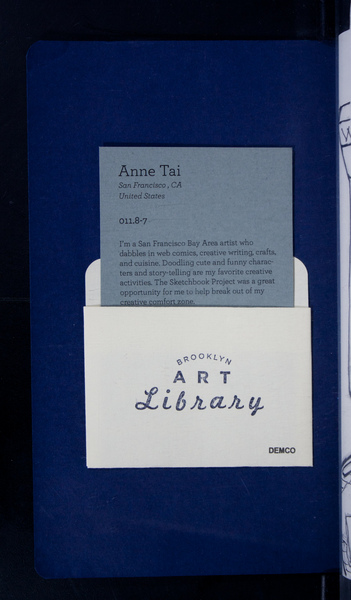 Anne Tai
San Francisco, CA
United States
011.8-7
I'm a San Francisco Bay Area artist who
dabbles in web comics, creative writing, crafts,
and cuisine. Doodling cute and funny charac-
ters and story-telling are my favorite creative
activities. The Sketchbook Project was a great
opportunity for me to help break out of my
creative comfort zone.
BROOKLYN
ART
Library
DEMCO